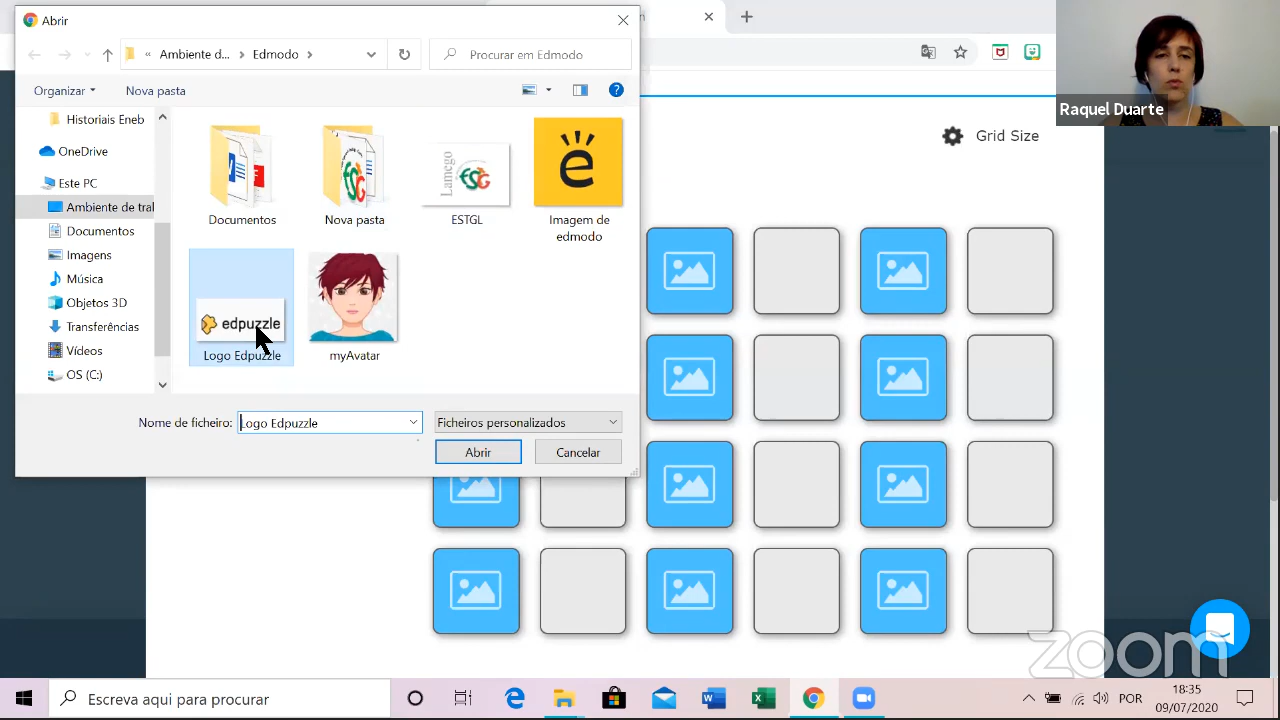 Abrir
« Ambiente d... > Edmodo >
Procurar em Edmodo
Organizar
Nova pasta
Historiais Eneb
OneDrive
Este PC
Ambiente de tral
Documentos
Imagens
Música
Objetos 3D
Transferências
Vídeos
OS (C:)
Documentos
Nova pasta
Lamego
ESTGL
Imagem de
edmodo
edpuzzle
Logo Edpuzzle
myAvatar
Nome de ficheiro:
Logo Edpuzzle
Ficheiros personalizados
Abrir
Cancelar
Raquel Duarte
Grid Size
zoom
Escreva aqui para procurar
POR
18:35
09/07/2020